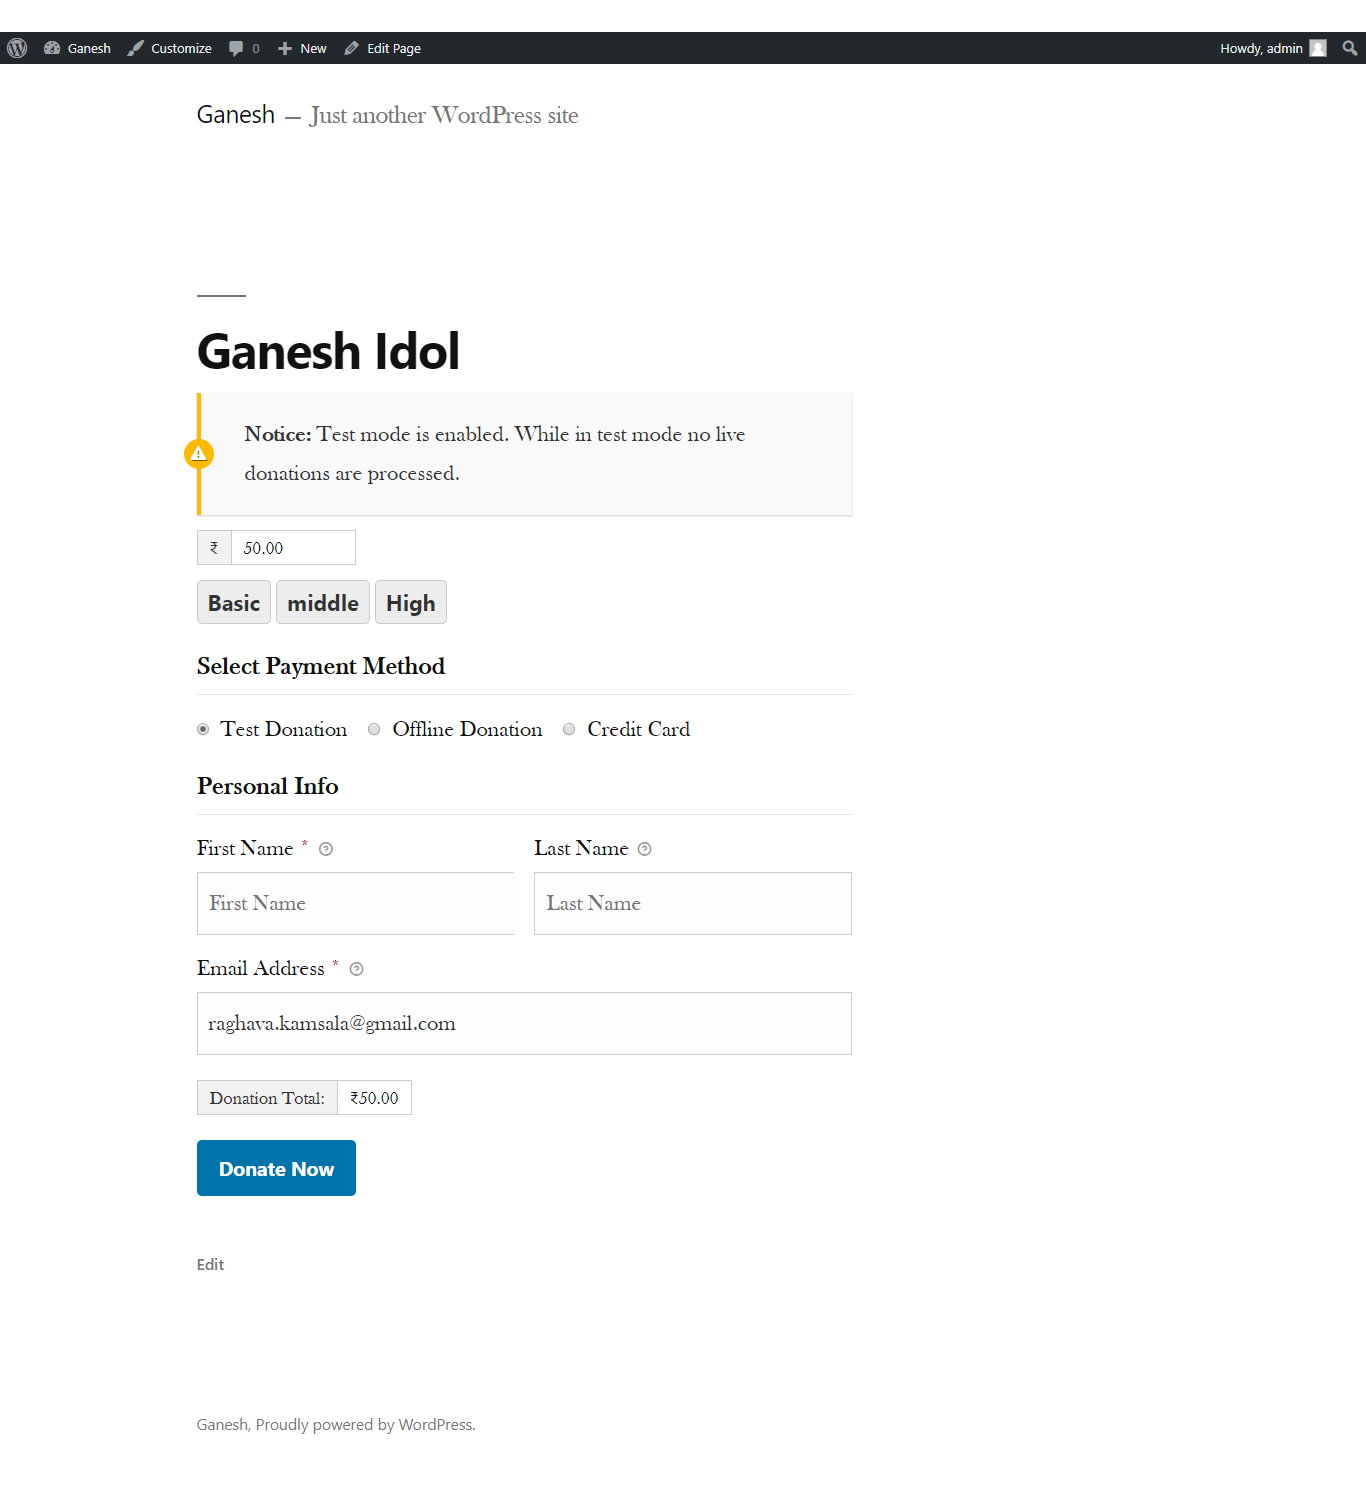 Ganesh Customize 0 New Edit Page Howdy, admin
Ganesh — Just another WordPress site
Ganesh Idol
Notice: Test mode is enabled. While in test mode no live
donations are processed.
₹ 50.00
Basic middle High
Select Payment Method
Test Donation Offline Donation Credit Card
Personal Info
First Name * Last Name
First Name Last Name
Email Address *
raghava.kamsala@gmail.com
Donation Total: ₹50.00
Donate Now
Edit
Ganesh, Proudly powered by WordPress.